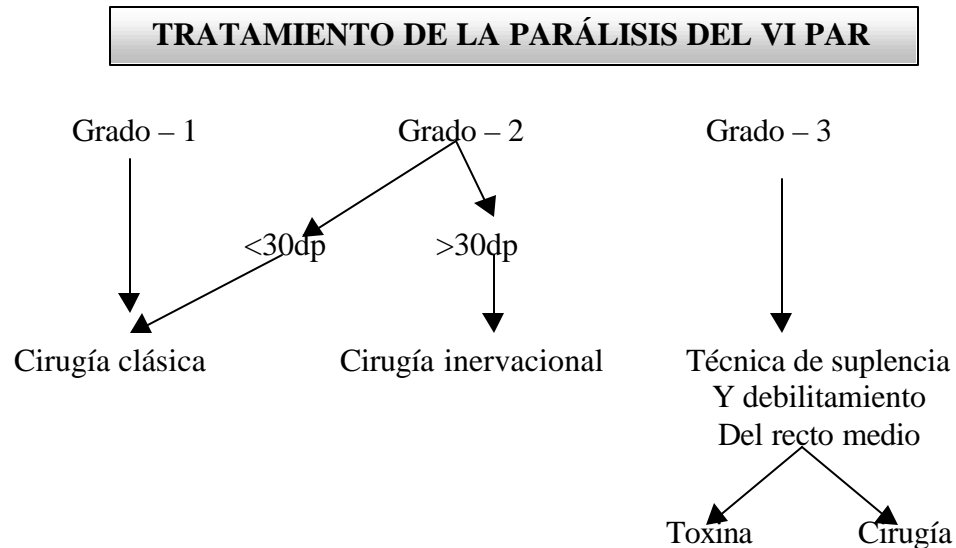 TRATAMIENTO DE LA PARÁLISIS DEL VI PAR
Grado – 1
Grado – 2
Grado – 3
<30dp
>30dp
Cirugía clásica
Cirugía inervacional
Técnica de suplencia
Y debilitamiento
Del recto medio
Toxina
Cirugía